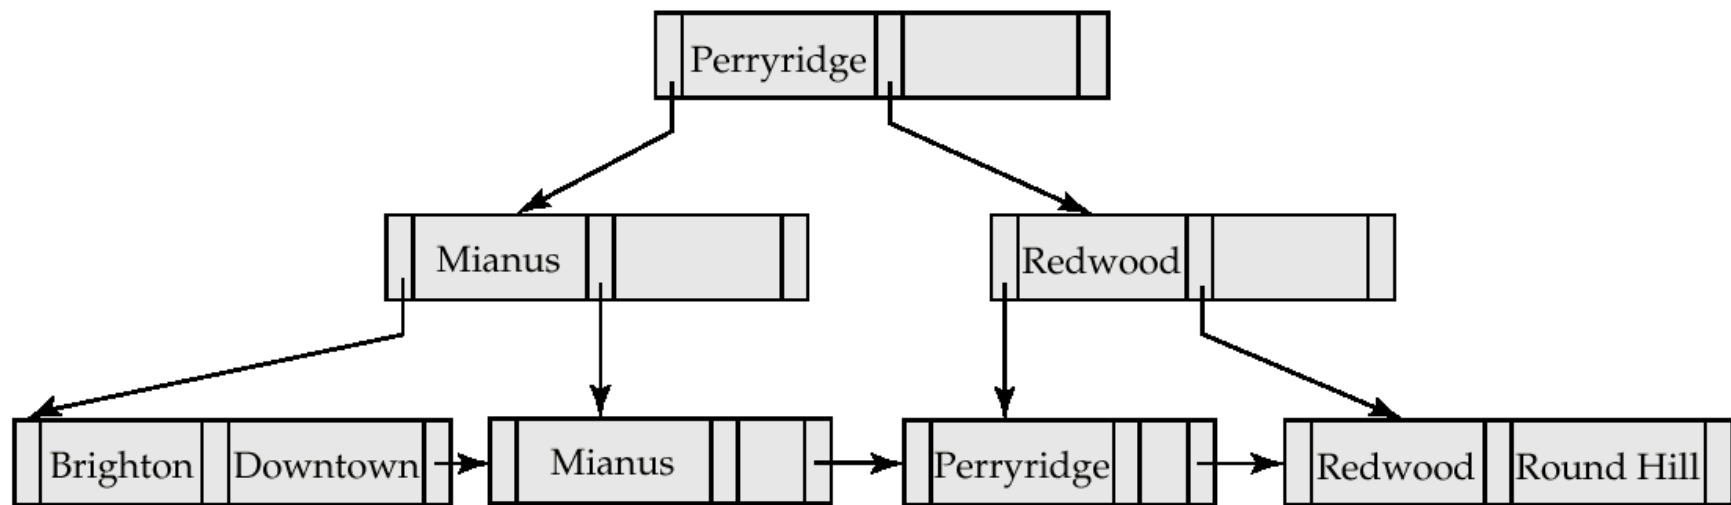 Perryridge
Mianus
Redwood
Brighton Downtown Mianus Perryridge Redwood Round Hill